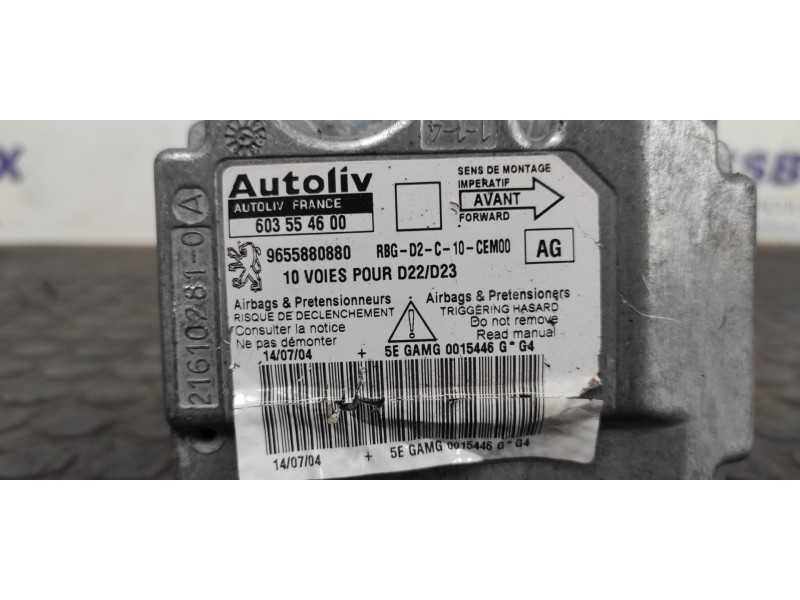 Autoliv
AUTOLIV FRANCE
603 55 46 00
SENS DE MONTAGE
IMPERATIF
AVANT
FORWARD
9655880880
RBG-D2-C-10-CEM00
AG
10 VOIES POUR D22/D23
Airbags & Pretensionneurs
RISQUE DE DECLENCHEMENT
Consulter la notice
Ne pas démonter
Airbags & Pretensioners
TRIGGERING HASARD
Do not remove
Read manual
14/07/04 + 5E GAMG 0015446 G * G4
14/07/04 + 5E GAMG 0015446 G * G4
21610281-0 A